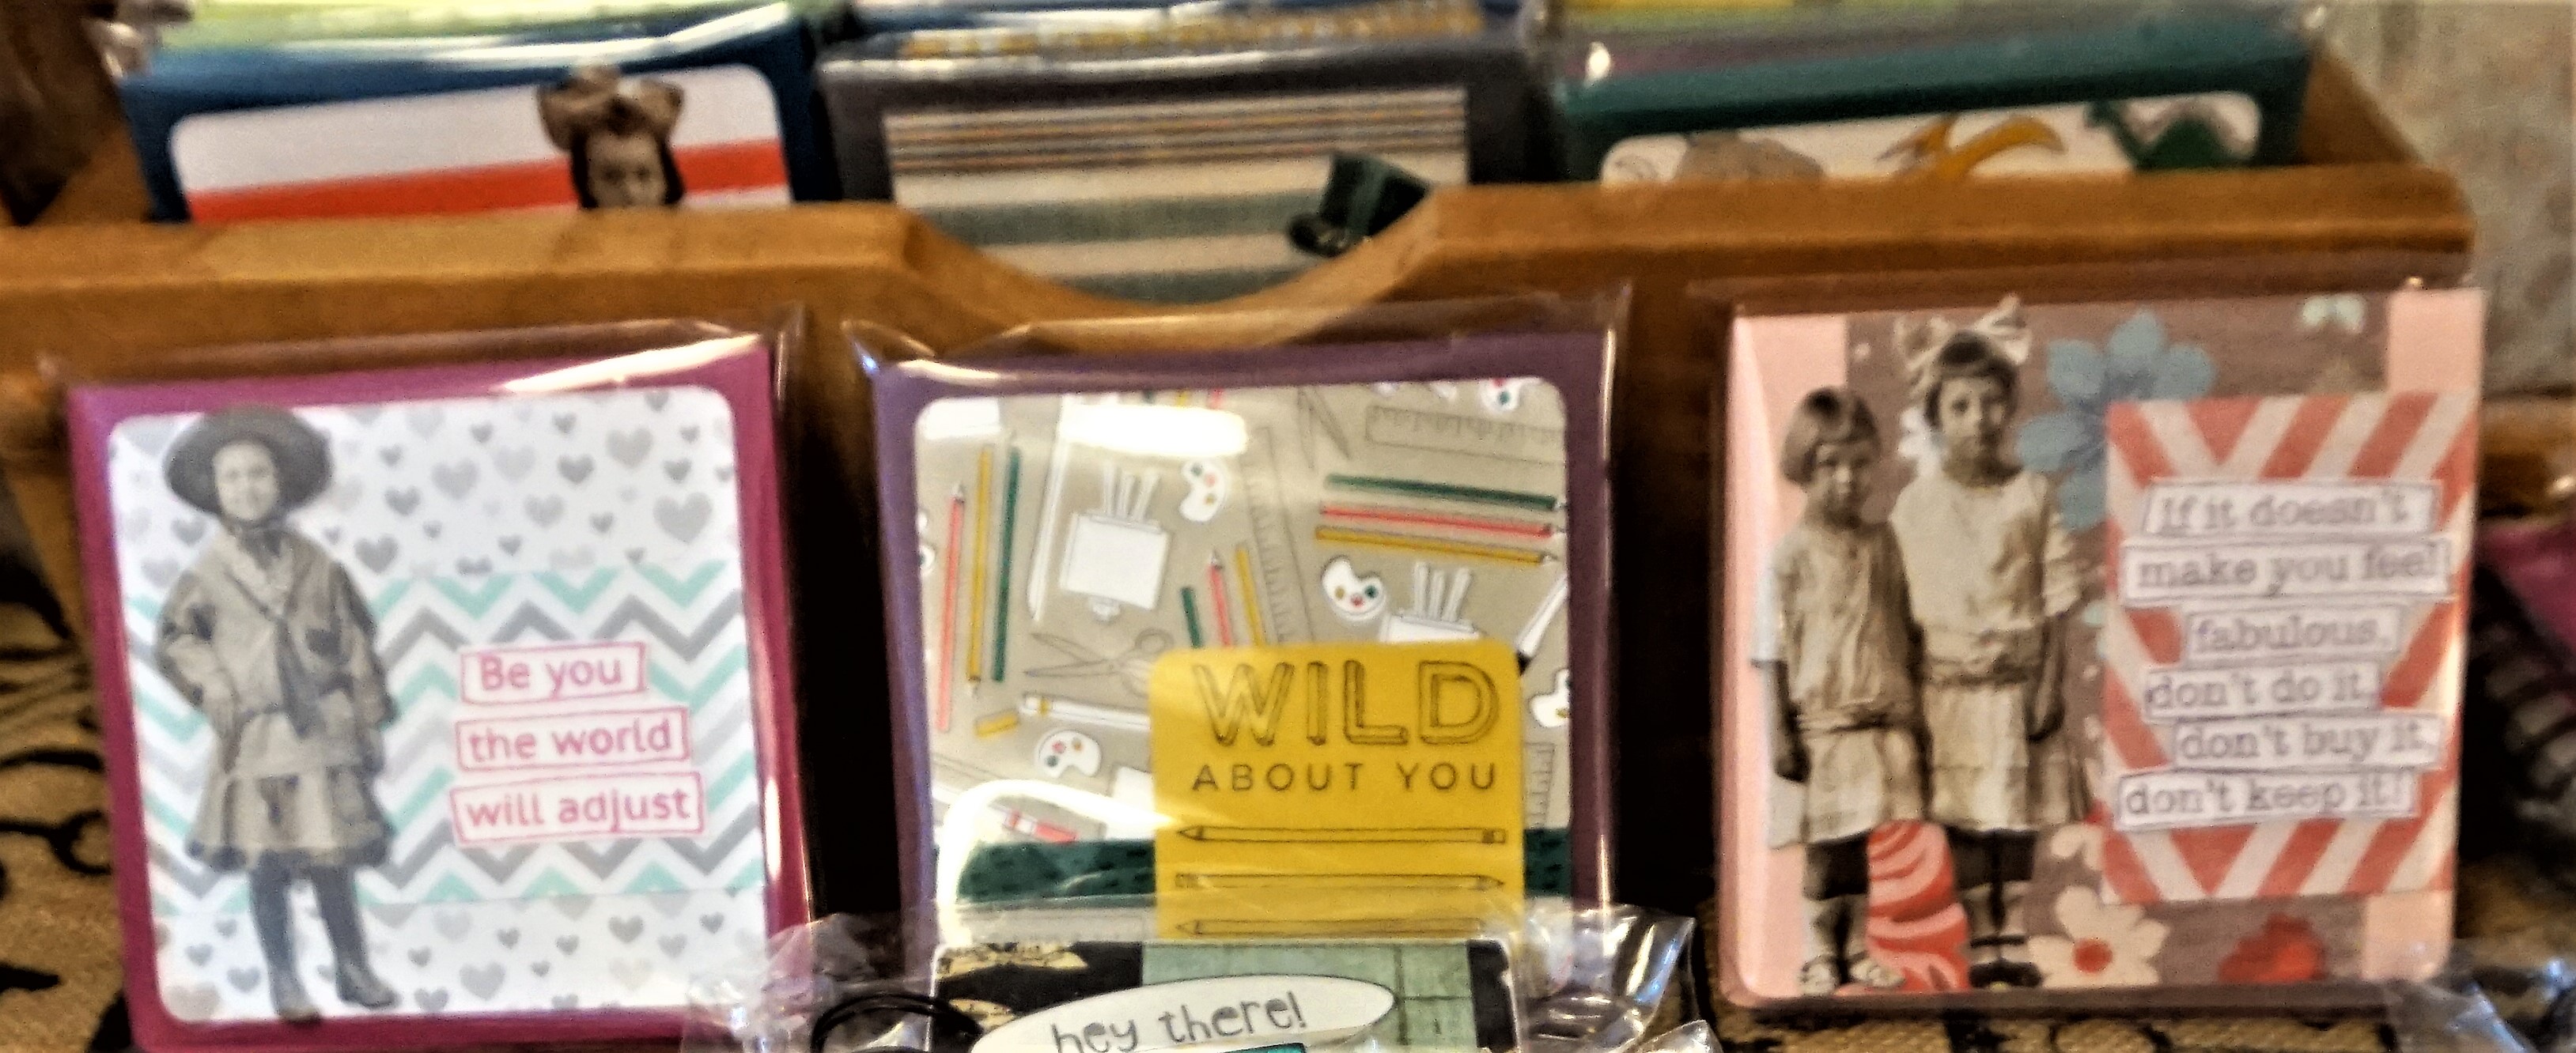 Be you
the world
will adjust
WILD
ABOUT YOU
hey there!
If it doesn't
make you feel
fabulous,
don't do it,
don't buy it,
don't keep it!